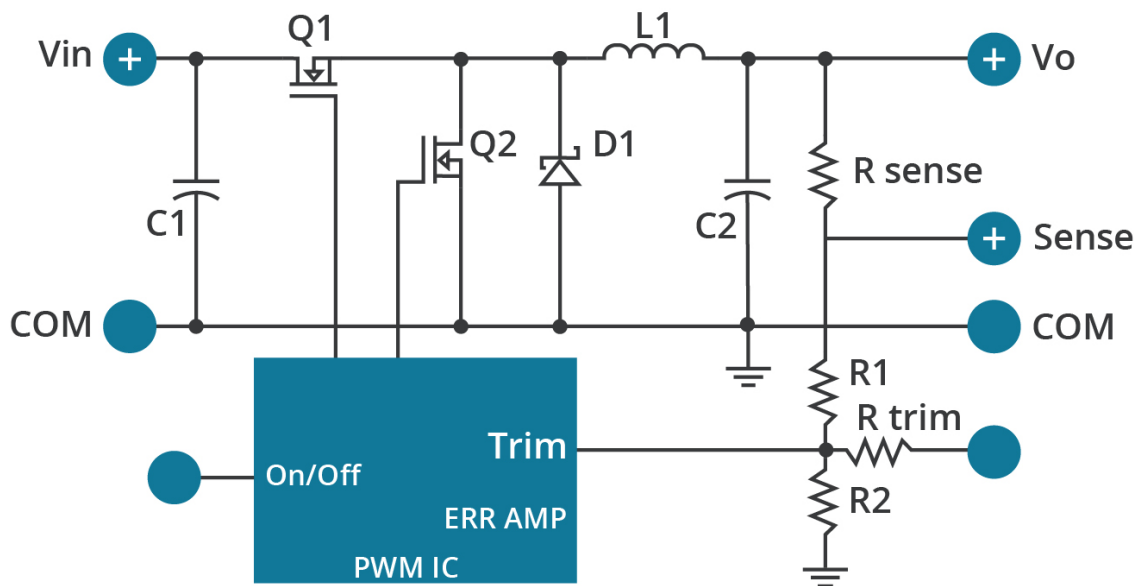 Q1
L1
Vin
+
+
Vo
Q2
D1
R sense
C1
C2
+
Sense
COM
COM
R1
R trim
Trim
On/Off
R2
ERR AMP
PWM IC